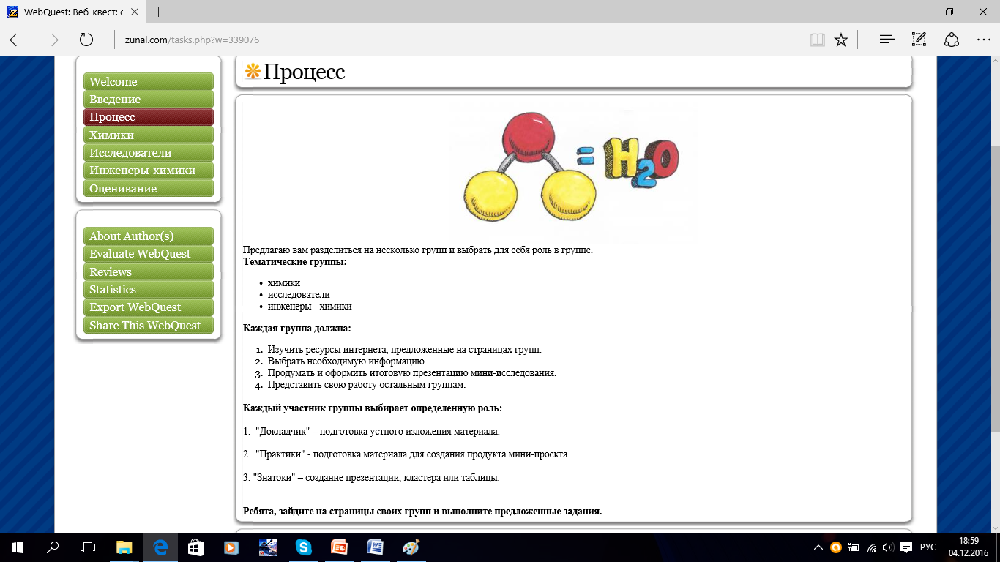 WebQuest: Веб-квест: с
zunal.com/tasks.php?w=339076
Welcome
Введение
Процесс
Химики
Исследователи
Инженеры-химики
Оценивание
About Author(s)
Evaluate WebQuest
Reviews
Statistics
Export WebQuest
Share This WebQuest
Процесс
= H2O
Предлагаю вам разделиться на несколько групп и выбрать для себя роль в группе.
Тематические группы:
• химики
• исследователи
• инженеры - химики
Каждая группа должна:
1. Изучить ресурсы интернета, предложенные на страницах групп.
2. Выбрать необходимую информацию.
3. Продумать и оформить итоговую презентацию мини-исследования.
4. Представить свою работу остальным группам.
Каждый участник группы выбирает определенную роль:
1. "Докладчик" – подготовка устного изложения материала.
2. "Практики" - подготовка материала для создания продукта мини-проекта.
3. "Знатоки" – создание презентации, кластера или таблицы.
Ребята, зайдите на страницы своих групп и выполните предложенные задания.
РУС
18:59
04.12.2016